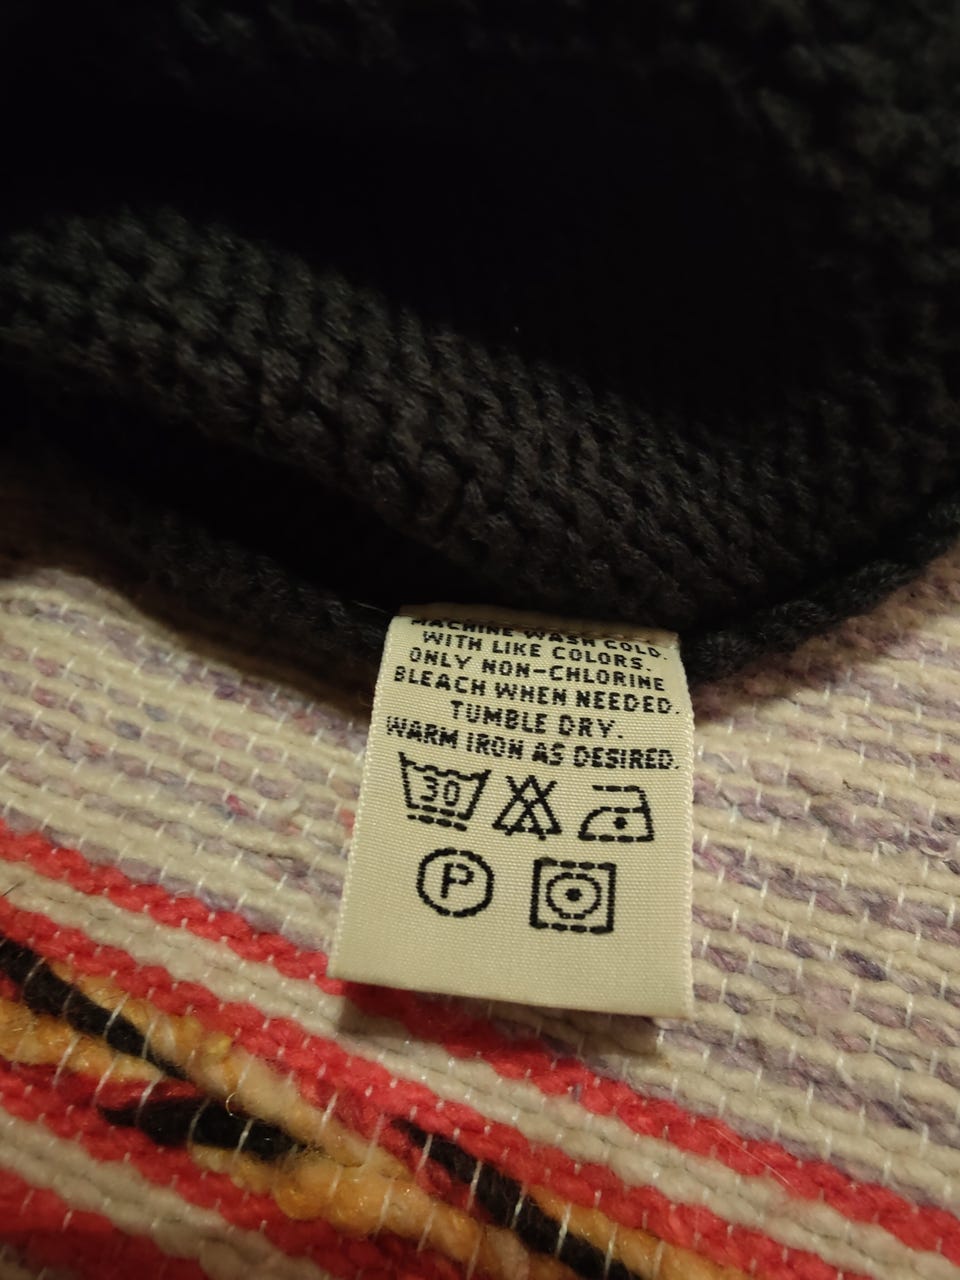 MACHINE WASH COLD.
WITH LIKE COLORS.
ONLY NON-CHLORINE
BLEACH WHEN NEEDED.
TUMBLE DRY.
WARM IRON AS DESIRED.
30
P